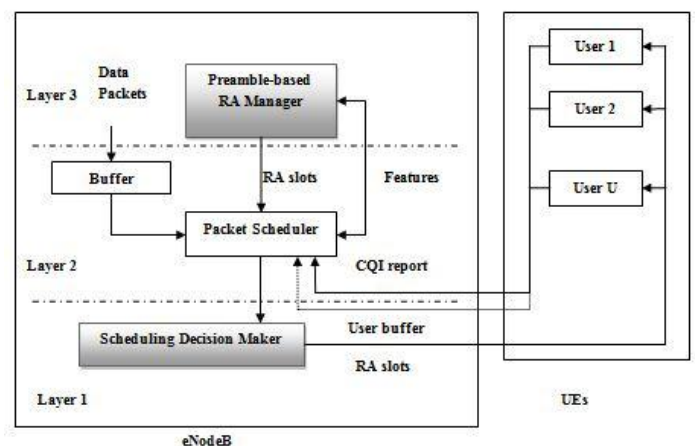 Data
Packets
Layer 3
Preamble-based
RA Manager
User 1
User 2
Buffer
RA slots
Features
User U
Packet Scheduler
Layer 2
CQI report
User buffer
Scheduling Decision Maker
RA slots
Layer 1
UEs
eNodeB